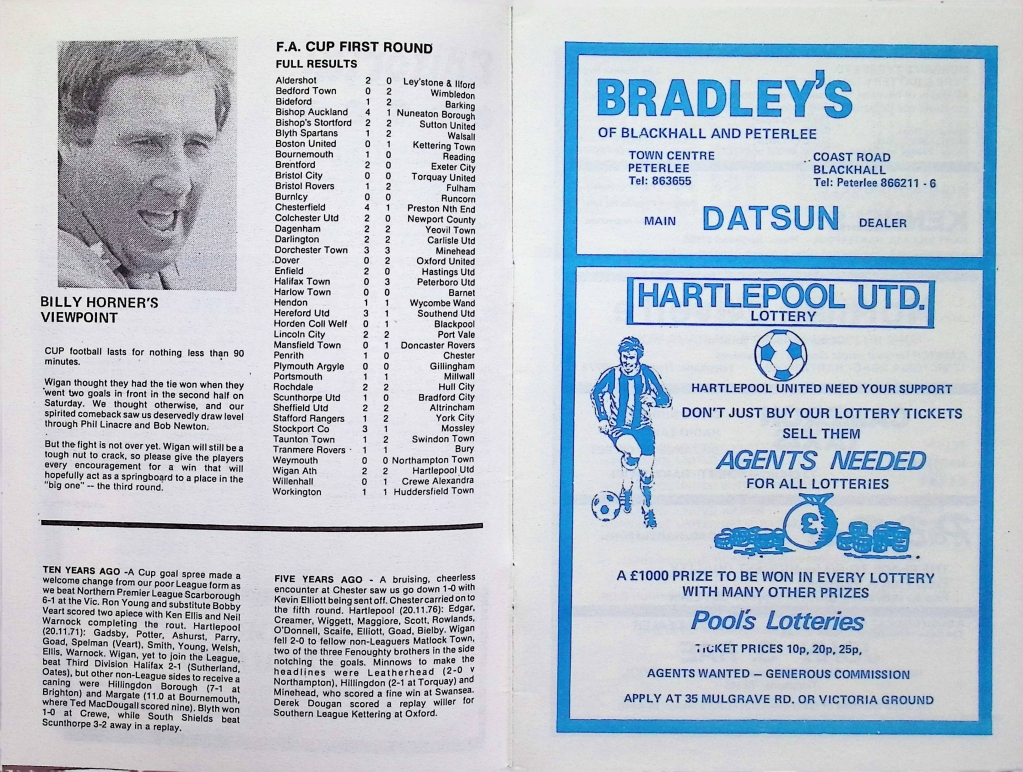 BILLY HORNER'S
VIEWPOINT
CUP football lasts for nothing less than 90
minutes.
Wigan thought they had the tie won when they
went two goals in front in the second half on
Saturday. We thought otherwise, and our
spirited comeback saw us deservedly draw level
through Phil Linacre and Bob Newton.
But the fight is not over yet. Wigan will still be a
tough nut to crack, so please give the players
every encouragement for a win that will
hopefully act as a springboard to a place in the
"big one" -- the third round.
F.A. CUP FIRST ROUND
FULL RESULTS
Aldershot 2 0 Ley'stone & Ilford
Bedford Town 0 2 Wimbledon
Bideford 1 2 Barking
Bishop Auckland 4 1 Nuneaton Borough
Bishop's Stortford 2 2 Sutton United
Blyth Spartans 1 2 Walsall
Boston United 0 1 Kettering Town
Bournemouth 1 0 Reading
Brentford 2 0 Exeter City
Bristol City 0 0 Torquay United
Bristol Rovers 1 2 Fulham
Burnley 0 0 Runcorn
Chesterfield 4 1 Preston Nth End
Colchester Utd 2 0 Newport County
Dagenham 2 2 Yeovil Town
Darlington 2 2 Carlisle Utd
Dorchester Town 3 3 Minehead
Dover 0 2 Oxford United
Enfield 2 0 Hastings Utd
Halifax Town 0 3 Peterboro Utd
Harlow Town 0 0 Barnet
Hendon 1 1 Wycombe Wand
Hereford Utd 3 1 Southend Utd
Horden Coll Welf 0 1 Blackpool
Lincoln City 2 2 Port Vale
Mansfield Town 0 1 Doncaster Rovers
Penrith 1 0 Chester
Plymouth Argyle 0 0 Gillingham
Portsmouth 1 1 Millwall
Rochdale 2 2 Hull City
Scunthorpe Utd 1 0 Bradford City
Sheffield Utd 2 2 Altrincham
Stafford Rangers 1 2 York City
Stockport Co 3 1 Mossley
Taunton Town 1 2 Swindon Town
Tranmere Rovers 1 1 Bury
Weymouth 0 0 Northampton Town
Wigan Ath 2 2 Hartlepool Utd
Willenhall 0 1 Crewe Alexandra
Workington 1 1 Huddersfield Town
TEN YEARS AGO -A Cup goal spree made a
welcome change from our poor League form as
we beat Northern Premier League Scarborough
6-1 at the Vic. Ron Young and substitute Bobby
Veart scored two apiece with Ken Ellis and Neil
Warnock completing the rout. Hartlepool
(20.11.71): Gadsby, Potter, Ashurst, Parry,
Goad, Spelman (Veart), Smith, Young, Welsh,
Ellis, Warnock. Wigan, yet to join the League,
beat Third Division Halifax 2-1 (Sutherland,
Oates), but other non-League sides to receive a
caning were Hillingdon Borough (7-1 at
Brighton) and Margate (11.0 at Bournemouth,
where Ted MacDougall scored nine). Blyth won
1-0 at Crewe, while South Shields beat
Scunthorpe 3-2 away in a replay.
FIVE YEARS AGO - A bruising, cheerless
encounter at Chester saw us go down 1-0 with
Kevin Elliott being sent off. Chester carried on to
the fifth round. Hartlepool (20.11.76): Edgar,
Creamer, Wiggett, Maggiore, Scott, Rowlands,
O'Donnell, Scaife, Elliott, Goad, Bielby. Wigan
fell 2-0 to fellow non-Leaguers Matlock Town,
two of the three Fenoughty brothers in the side
notching the goals. Minnows to make the
headlines were Leatherhead (2-0 v
Northampton), Hillingdon (2-1 at Torquay) and
Minehead, who scored a fine win at Swansea.
Derek Dougan scored a replay willer for
Southern League Kettering at Oxford.
BRADLEY'S
OF BLACKHALL AND PETERLEE
TOWN CENTRE
PETERLEE
Tel: 863655
COAST ROAD
BLACKHALL
Tel: Peterlee 866211 - 6
MAIN DATSUN DEALER
HARTLEPOOL UTD.
LOTTERY
HARTLEPOOL UNITED NEED YOUR SUPPORT
DON'T JUST BUY OUR LOTTERY TICKETS
SELL THEM
AGENTS NEEDED
FOR ALL LOTTERIES
£
A £1000 PRIZE TO BE WON IN EVERY LOTTERY
WITH MANY OTHER PRIZES
Pool's Lotteries
TICKET PRICES 10p, 20p, 25p,
AGENTS WANTED – GENEROUS COMMISSION
APPLY AT 35 MULGRAVE RD. OR VICTORIA GROUND